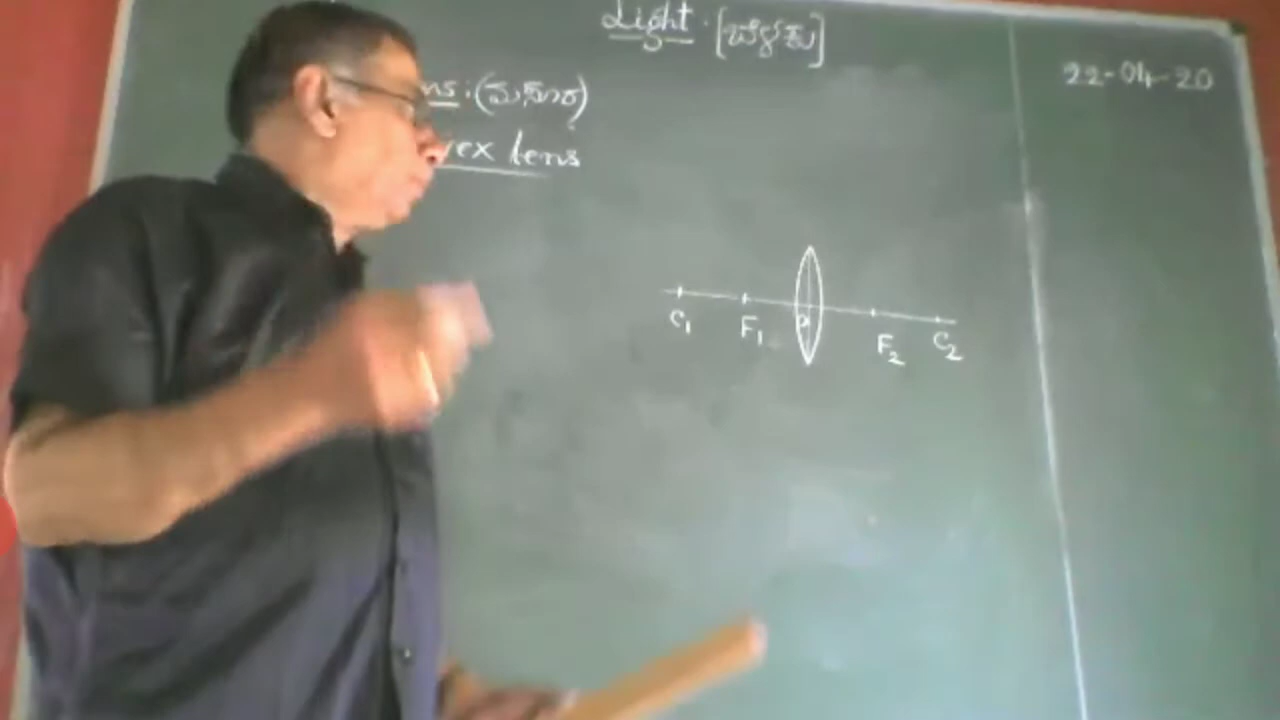 Light . [ಬೆಳಕು]
22-04-20
ns : (ಮಸೂರ)
vex lens
C₁ F₁ F₂ C₂